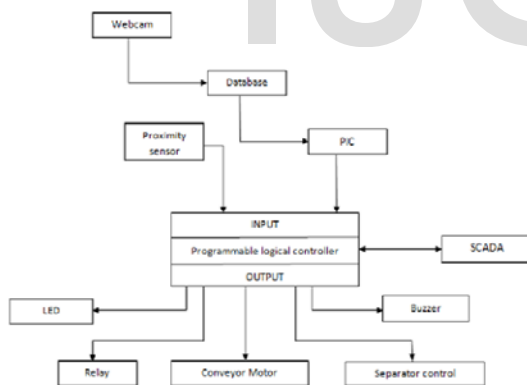 Webcam
Database
Proximity
sensor
PIC
INPUT
Programmable logical controller
OUTPUT
SCADA
LED
Buzzer
Relay
Conveyor Motor
Separator control